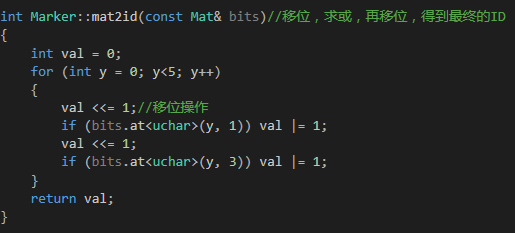 int Marker::mat2id(const Mat& bits)//移位，求或，再移位，得到最终的ID
{
    int val = 0;
    for (int y = 0; y<5; y++)
    {
        val <<= 1;//移位操作
        if (bits.at<uchar>(y, 1)) val |= 1;
        val <<= 1;
        if (bits.at<uchar>(y, 3)) val |= 1;
    }
    return val;
}